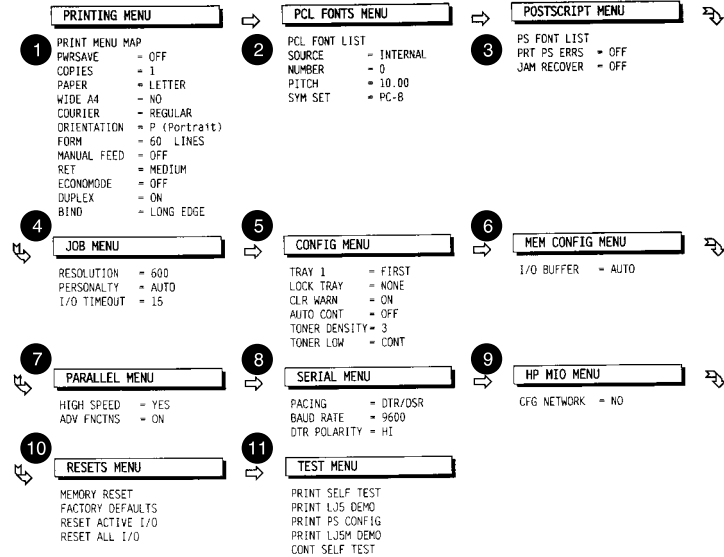 PRINTING MENU
1
PRINT MENU MAP
PWRSAVE = OFF
COPIES = 1
PAPER = LETTER
WIDE A4 = NO
COURIER = REGULAR
ORIENTATION = P (Portrait)
FORM = 60 LINES
MANUAL FEED = OFF
RET = MEDIUM
ECONOMODE = OFF
DUPLEX = ON
BIND = LONG EDGE
PCL FONTS MENU
2
PCL FONT LIST
SOURCE = INTERNAL
NUMBER = 0
PITCH = 10.00
SYM SET = PC-8
POSTSCRIPT MENU
3
PS FONT LIST
PRT PS ERRS = OFF
JAM RECOVER = OFF
4
JOB MENU
RESOLUTION = 600
PERSONALTY = AUTO
I/O TIMEOUT = 15
5
CONFIG MENU
TRAY 1 = FIRST
LOCK TRAY = NONE
CLR WARN = ON
AUTO CONT = OFF
TONER DENSITY= 3
TONER LOW = CONT
6
MEM CONFIG MENU
I/O BUFFER = AUTO
7
PARALLEL MENU
HIGH SPEED = YES
ADV FNCTNS = ON
8
SERIAL MENU
PACING = DTR/DSR
BAUD RATE = 9600
DTR POLARITY = HI
9
HP MIO MENU
CFG NETWORK = NO
10
RESETS MENU
MEMORY RESET
FACTORY DEFAULTS
RESET ACTIVE I/O
RESET ALL I/O
11
TEST MENU
PRINT SELF TEST
PRINT LJ5 DEMO
PRINT PS CONFIG
PRINT LJ5M DEMO
CONT SELF TEST